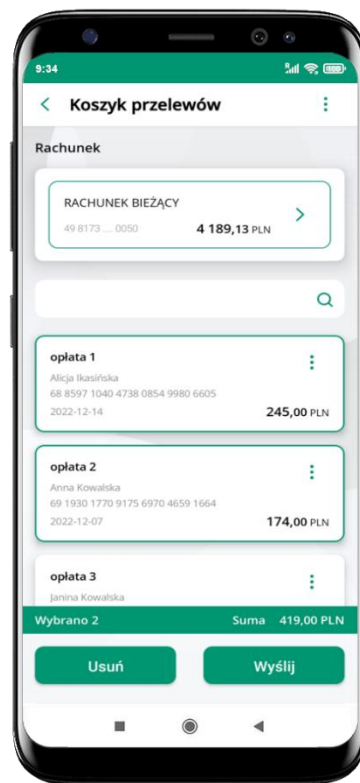 9:34
Koszyk przelewów
Rachunek
RACHUNEK BIEŻĄCY
49 8173 ... 0050 4 189,13 PLN
opłata 1
Alicja Ikasińska
68 8597 1040 4738 0854 9980 6605
2022-12-14 245,00 PLN
opłata 2
Anna Kowalska
69 1930 1770 9175 6970 4659 1664
2022-12-07 174,00 PLN
opłata 3
Janina Kowalska
Wybrano 2 Suma 419,00 PLN
Usuń Wyślij